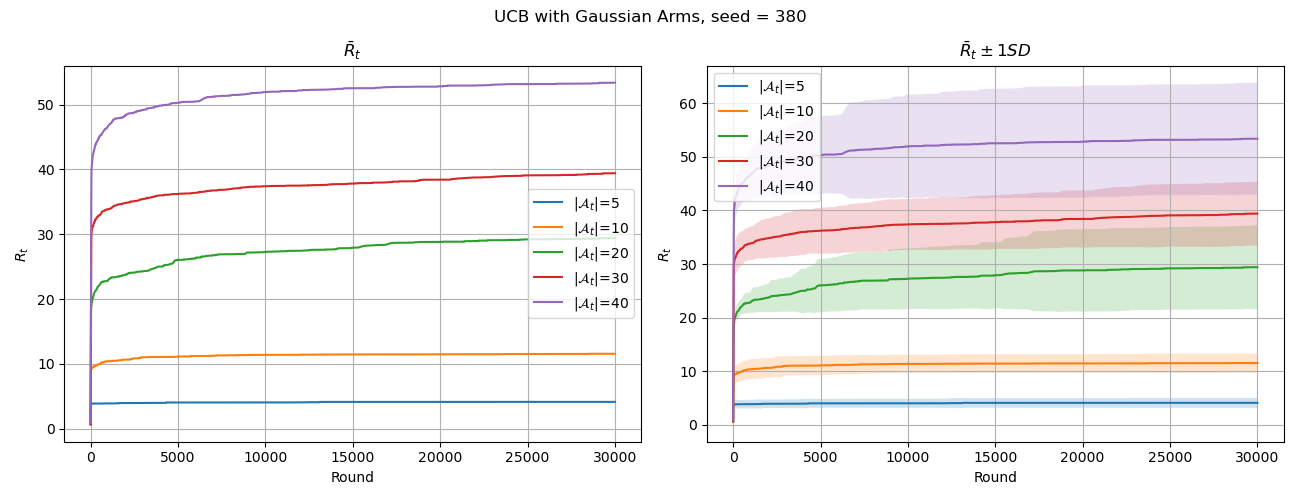 UCB with Gaussian Arms, seed = 380
R̄ₜ
Rₜ
50
40
30
20
10
0
0 5000 10000 15000 20000 25000 30000
Round
|𝒜ₜ|=5
|𝒜ₜ|=10
|𝒜ₜ|=20
|𝒜ₜ|=30
|𝒜ₜ|=40
R̄ₜ ± 1SD
Rₜ
60
50
40
30
20
10
0
0 5000 10000 15000 20000 25000 30000
Round
|𝒜ₜ|=5
|𝒜ₜ|=10
|𝒜ₜ|=20
|𝒜ₜ|=30
|𝒜ₜ|=40